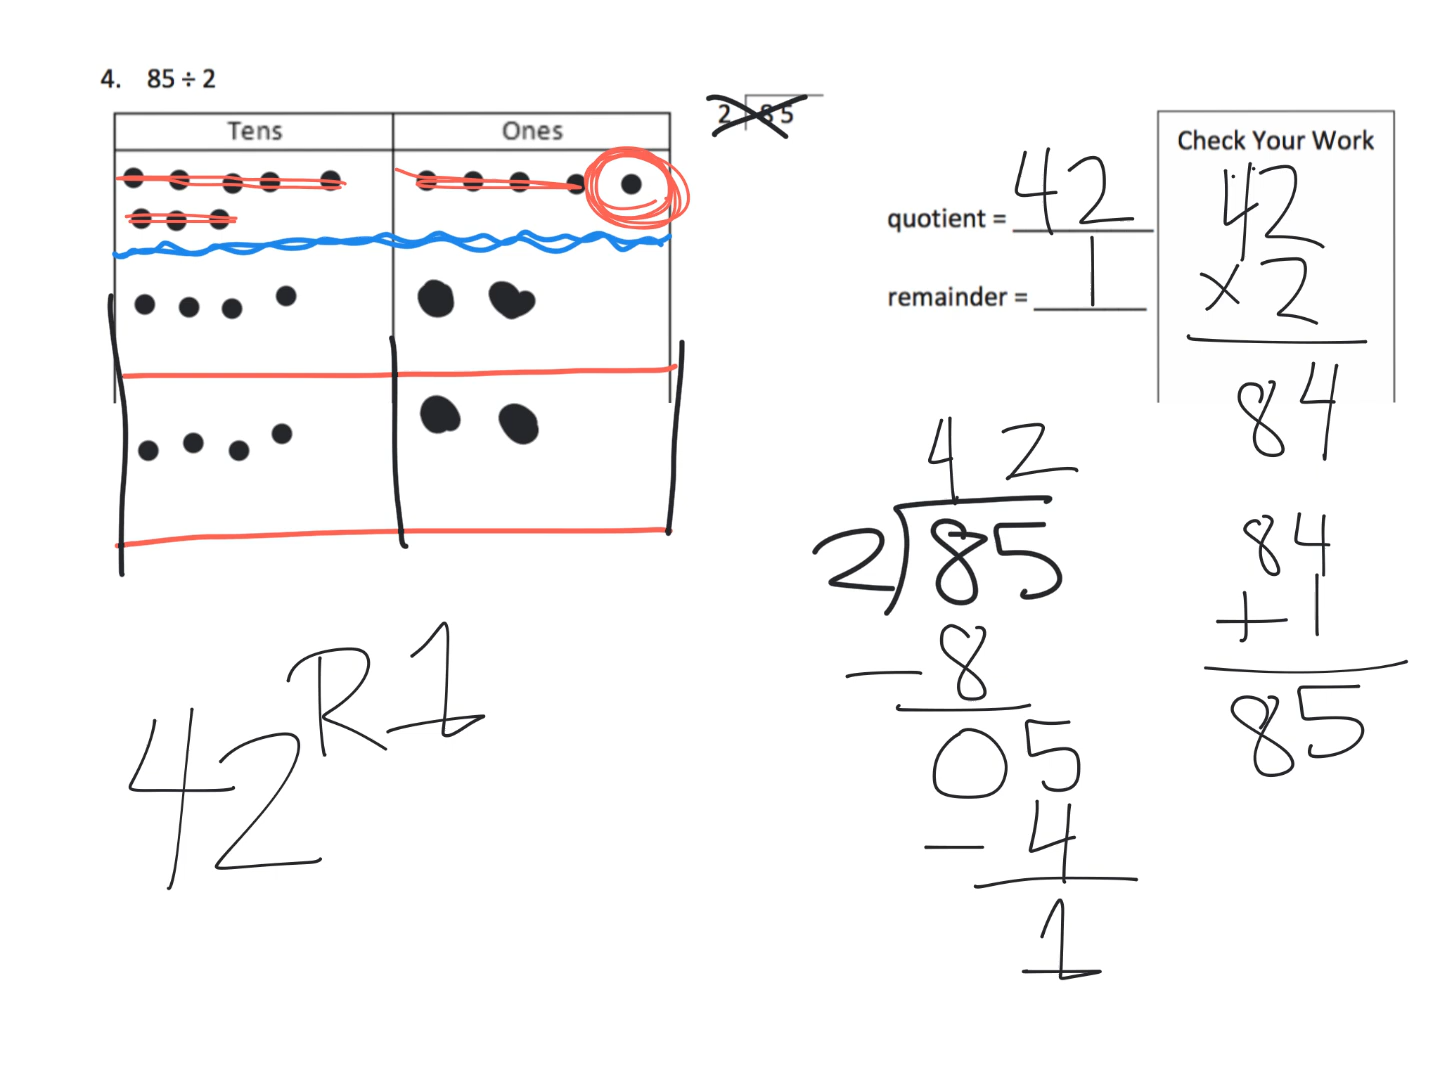 4. 85 ÷ 2
Tens Ones
2 85
quotient = 42
remainder = 1
Check Your Work
42
×2
84
84
+1
85
42
2)85
-8
05
-4
1
42 R1